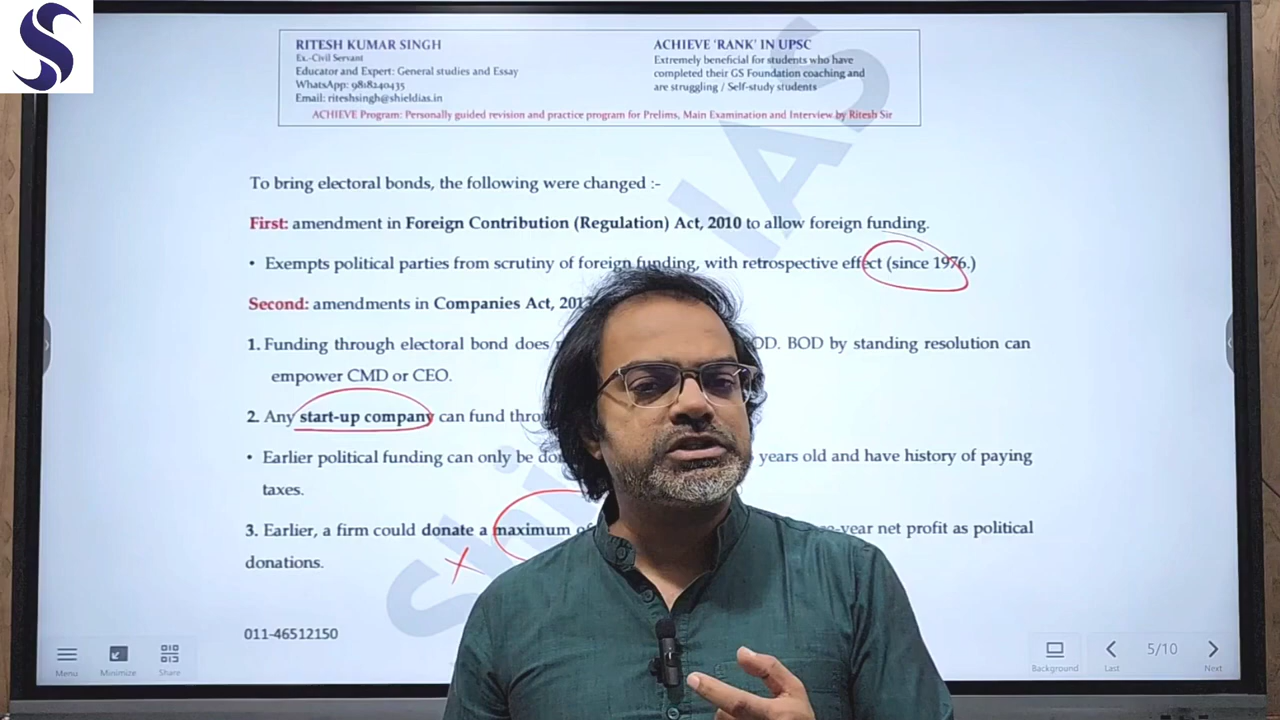 RITESH KUMAR SINGH
Ex.-Civil Servant
Educator and Expert: General studies and Essay
WhatsApp: 9818240435
Email: riteshsingh@shieldias.in
ACHIEVE 'RANK' IN UPSC
Extremely beneficial for students who have
completed their GS Foundation coaching and
are struggling / Self-study students
ACHIEVE Program: Personally guided revision and practice program for Prelims, Main Examination and Interview by Ritesh Sir
To bring electoral bonds, the following were changed :-
First: amendment in Foreign Contribution (Regulation) Act, 2010 to allow foreign funding.
• Exempts political parties from scrutiny of foreign funding, with retrospective effect (since 1976.)
Second: amendments in Companies Act, 201
1. Funding through electoral bond does OD. BOD by standing resolution can
empower CMD or CEO.
2. Any start-up company can fund thro
• Earlier political funding can only be do years old and have history of paying
taxes.
3. Earlier, a firm could donate a maximum of -year net profit as political
donations.
011-46512150
Menu
Minimize
Share
Background
Last
5/10
Next
Shi
IAS